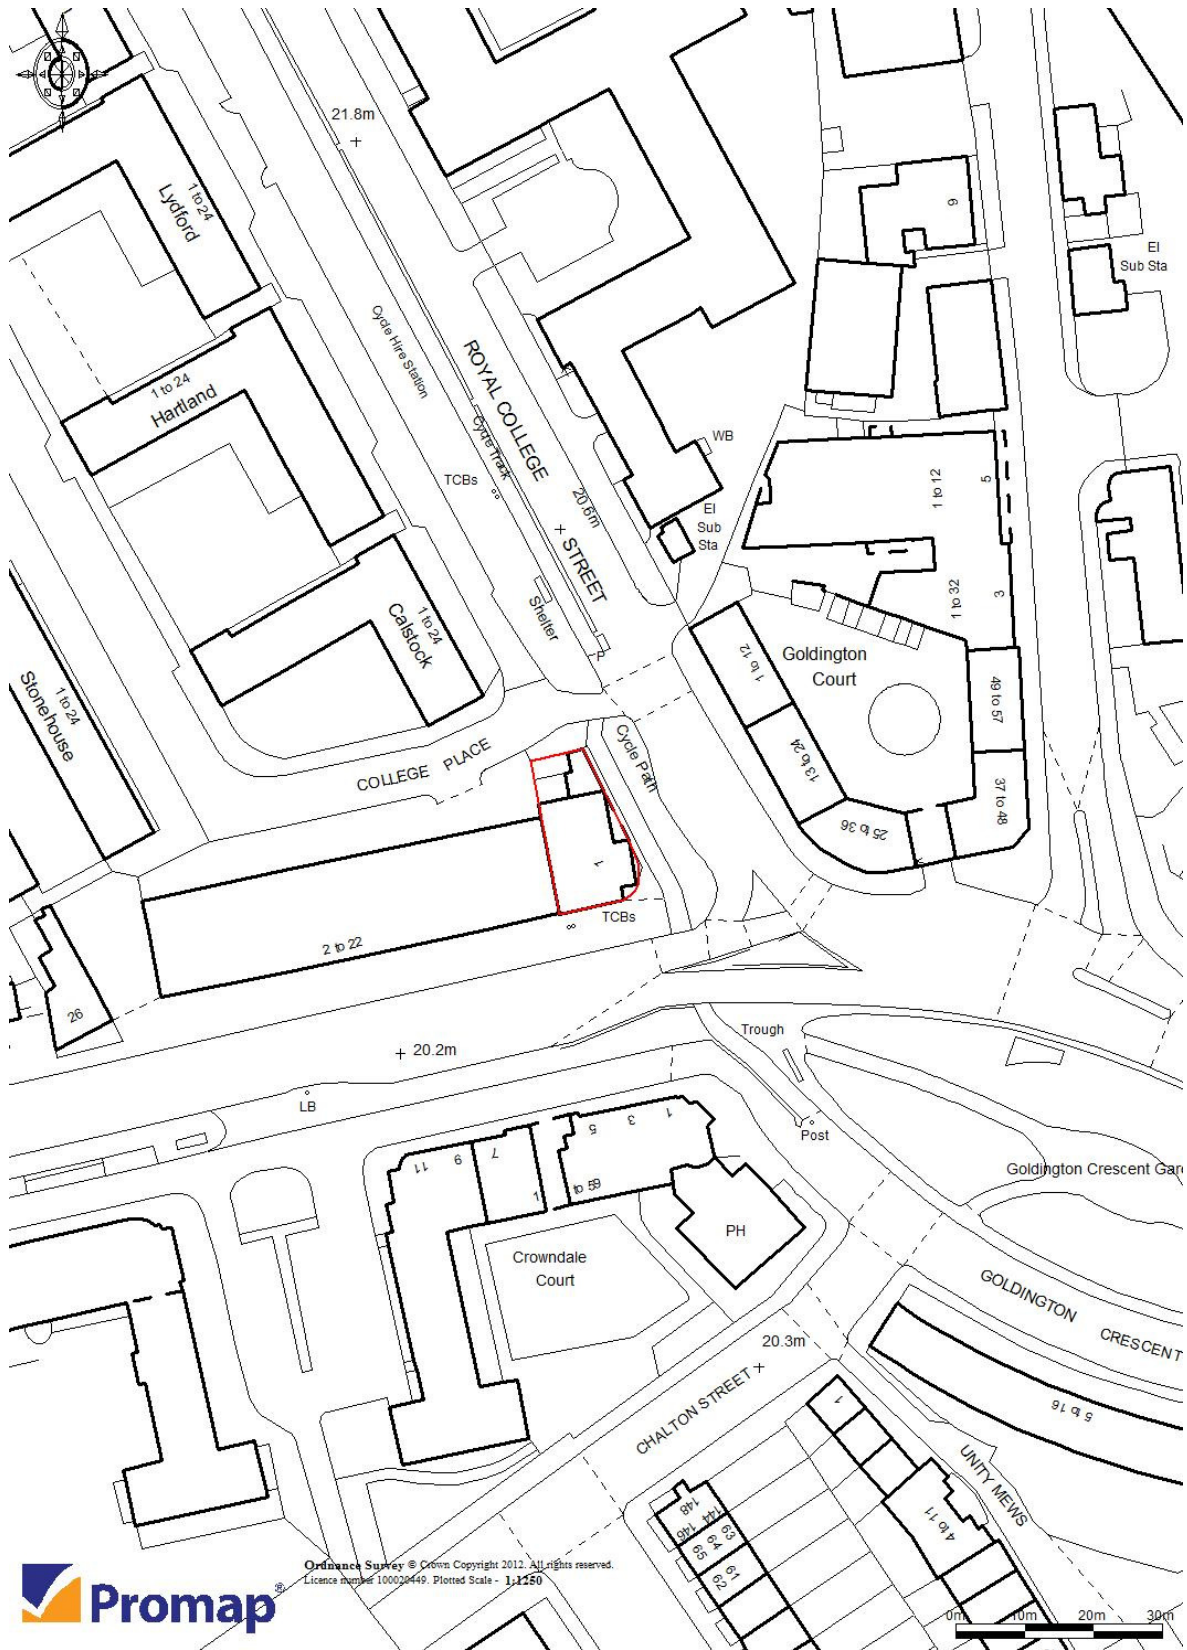 21.8m
1 to 24
Lydford
9
El
Sub Sta
Cycle Hire Station
ROYAL COLLEGE
STREET
1 to 24
Hartland
Cycle Track
WB
TCBs
20.6m
El
Sub
Sta
1 to 12
5
Shelter
1 to 24
Calstock
1 to 32
3
P
1 to 12
Goldington
Court
49 to 57
1 to 24
Stonehouse
COLLEGE PLACE
Cycle Path
13 to 24
37 to 48
25 to 36
1
TCBs
2 to 22
26
20.2m
Trough
LB
Post
1
3
5
7
9
11
1
to 59
Goldington Crescent Gar
PH
Crowndale
Court
GOLDINGTON
CRESCENT
20.3m
CHALTON STREET
1
5 to 16
UNITY MEWS
148
146
144
63
64
65
61
62
4 to 11
Promap®
Ordnance Survey © Crown Copyright 2012. All rights reserved.
Licence number 100020449. Plotted Scale - 1:1250
0m 10m 20m 30m